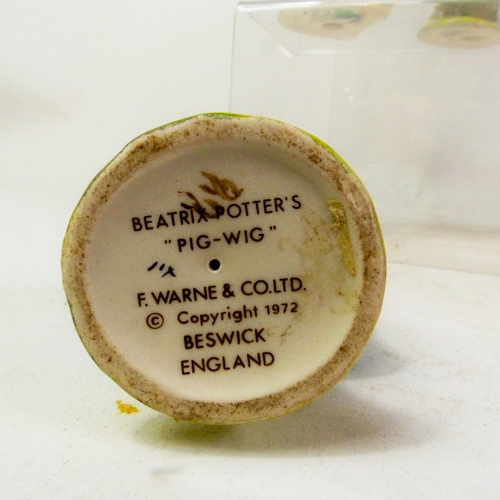 BEATRIX POTTER'S
"PIG-WIG"
F. WARNE & CO. LTD.
© Copyright 1972
BESWICK
ENGLAND